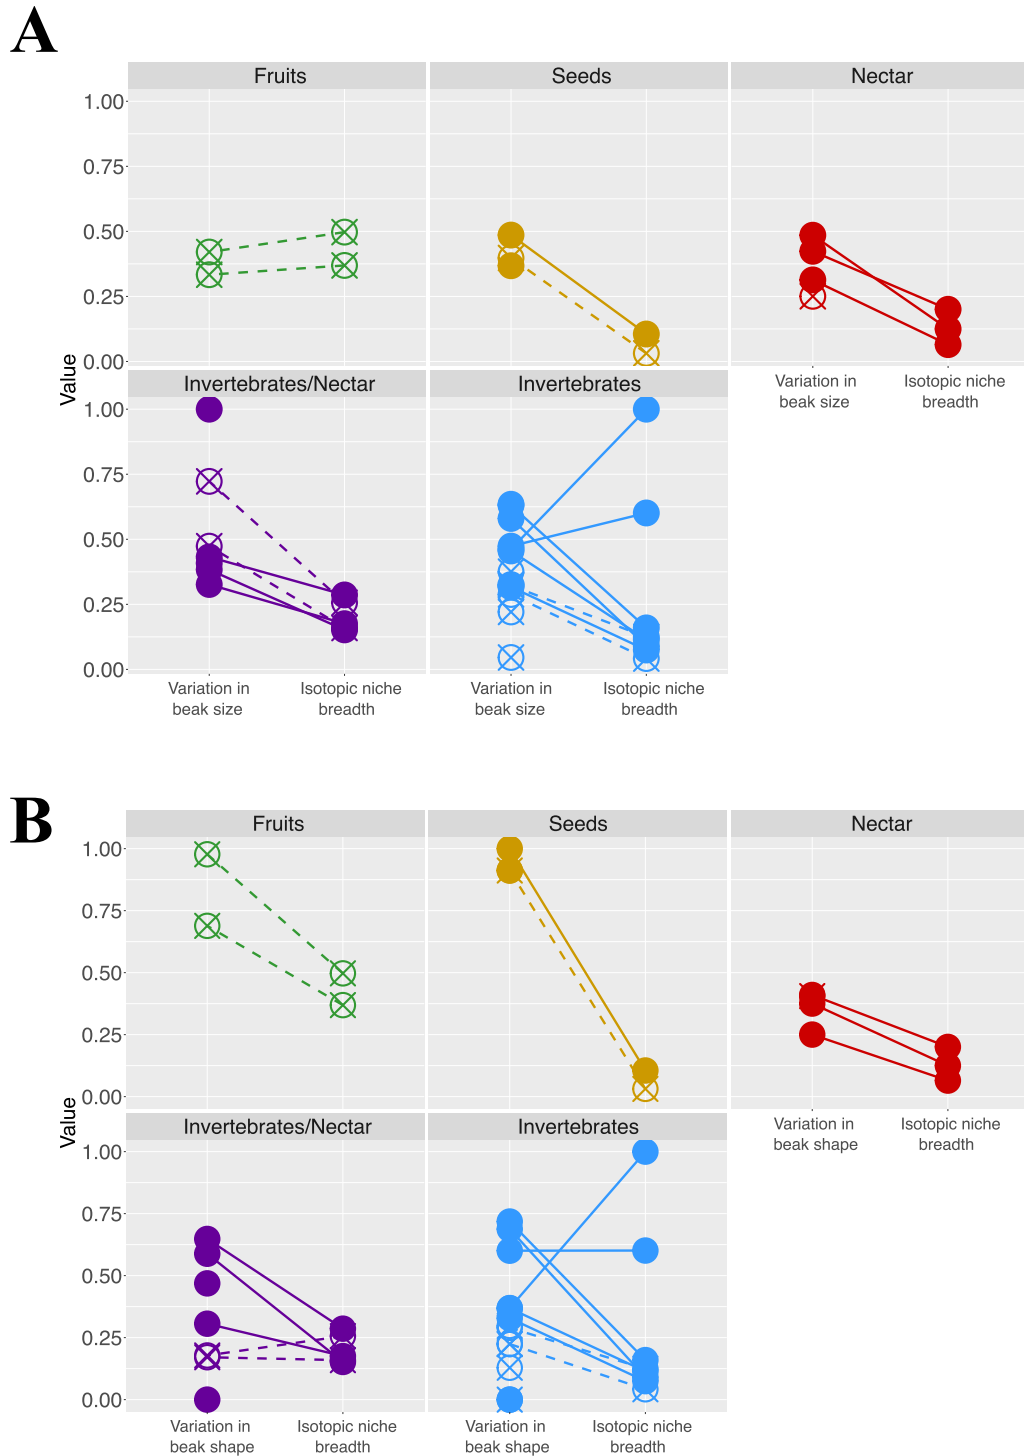 A
Fruits
Seeds
Nectar
1.00
0.75
0.50
0.25
0.00
Value
Variation in
beak size
Isotopic niche
breadth
Invertebrates/Nectar
Invertebrates
1.00
0.75
0.50
0.25
0.00
Variation in
beak size
Isotopic niche
breadth
Variation in
beak size
Isotopic niche
breadth
B
Fruits
Seeds
Nectar
1.00
0.75
0.50
0.25
0.00
Value
Variation in
beak shape
Isotopic niche
breadth
Invertebrates/Nectar
Invertebrates
1.00
0.75
0.50
0.25
0.00
Variation in
beak shape
Isotopic niche
breadth
Variation in
beak shape
Isotopic niche
breadth